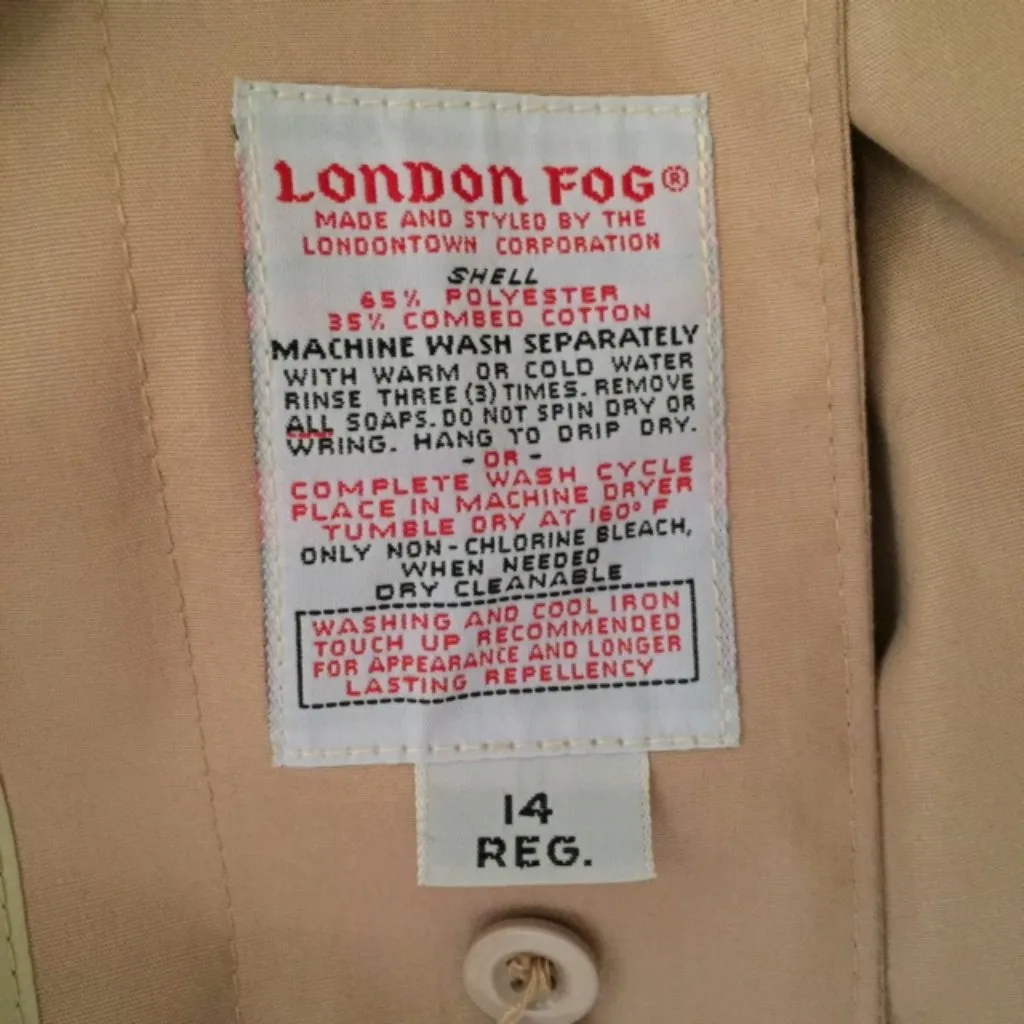 LONDON FOG®
MADE AND STYLED BY THE
LONDONTOWN CORPORATION
SHELL
65% POLYESTER
35% COMBED COTTON
MACHINE WASH SEPARATELY
WITH WARM OR COLD WATER
RINSE THREE (3) TIMES. REMOVE
ALL SOAPS. DO NOT SPIN DRY OR
WRING. HANG TO DRIP DRY.
- OR -
COMPLETE WASH CYCLE
PLACE IN MACHINE DRYER
TUMBLE DRY AT 160° F
ONLY NON-CHLORINE BLEACH,
WHEN NEEDED
DRY CLEANABLE
WASHING AND COOL IRON
TOUCH UP RECOMMENDED
FOR APPEARANCE AND LONGER
LASTING REPELLENCY
14
REG.